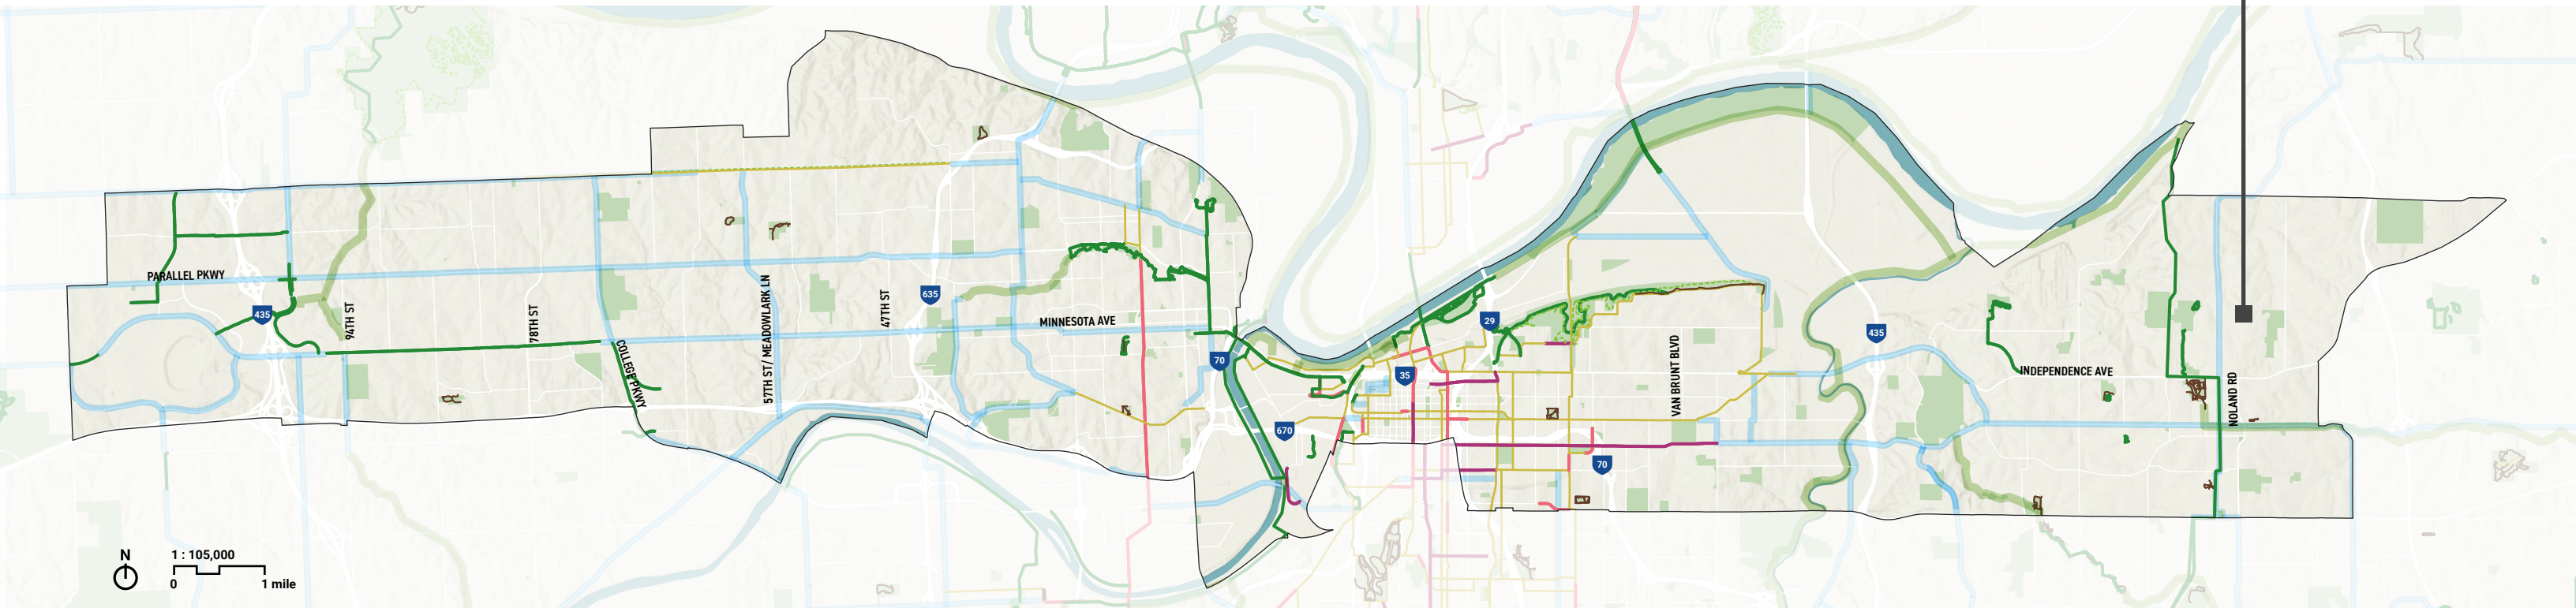 PARALLEL PKWY
435
94TH ST
78TH ST
COLLEGE PKWY
57TH ST/ MEADOWLARK LN
47TH ST
635
MINNESOTA AVE
70
670
35
29
70
VAN BRUNT BLVD
435
INDEPENDENCE AVE
NOLAND RD
N
1 : 105,000
0
1 mile